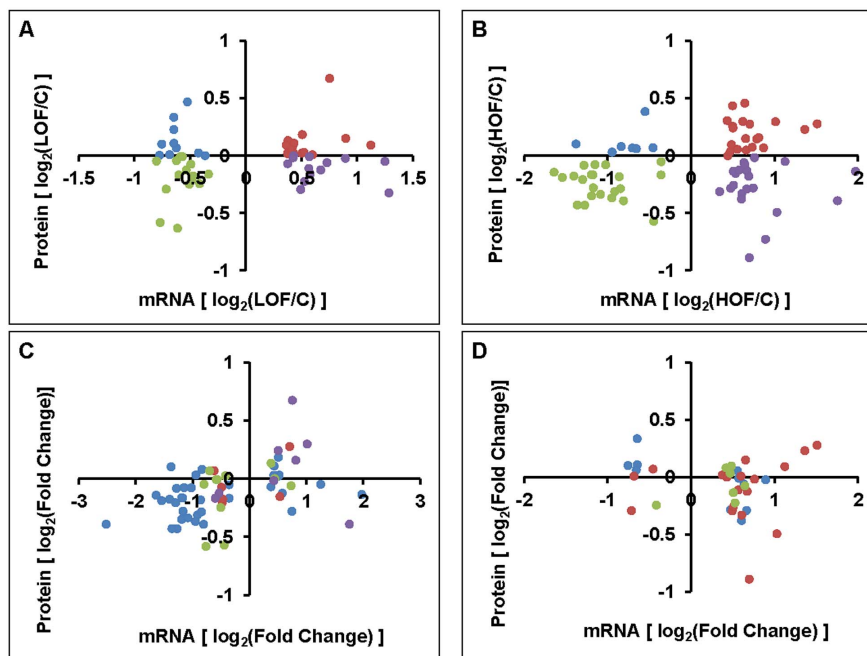 A
Protein [ log2(LOF/C) ]
1
0.5
0
-0.5
-1
-1.5 -1 -0.5 0 0.5 1 1.5
mRNA [ log2(LOF/C) ]
B
Protein [ log2(HOF/C) ]
1
0.5
0
-0.5
-1
-2 -1 0 1 2
mRNA [ log2(HOF/C) ]
C
Protein [ log2(Fold Change)]
1
0.5
0
-0.5
-1
-3 -2 -1 0 1 2 3
mRNA [ log2(Fold Change) ]
D
Protein [ log2(Fold Change)]
1
0.5
0
-0.5
-1
-2 -1 0 1 2
mRNA [ log2(Fold Change) ]